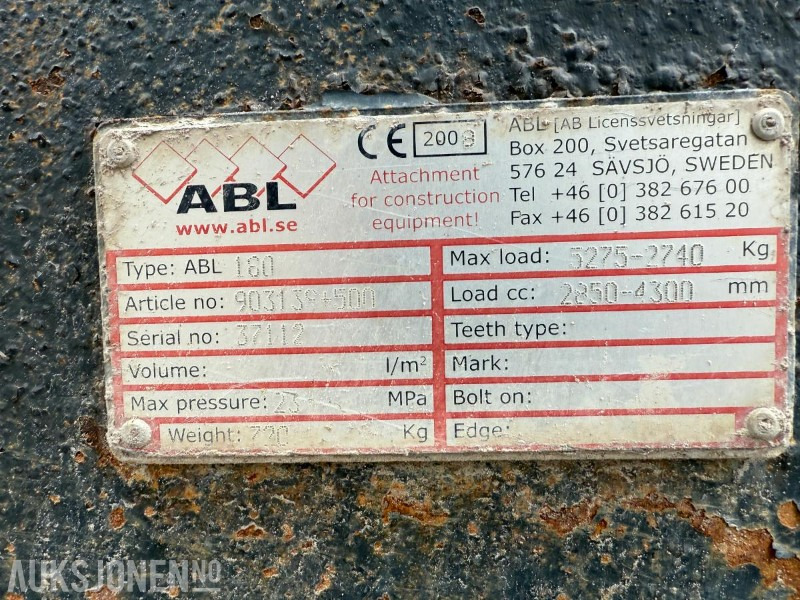 ABL
www.abl.se
CE 2008
Attachment
for construction
equipment!
ABL [AB Licenssvetsningar]
Box 200, Svetsaregatan
576 24 SÄVSJÖ, SWEDEN
Tel +46 [0] 382 676 00
Fax +46 [0] 382 615 20
Type: ABL 180
Article no: 903139+500
Serial no: 37112
Volume: l/m²
Max pressure: 23 MPa
Weight: Kg
Max load: 5275-2740 Kg
Load cc: 2850-4300 mm
Teeth type:
Mark:
Bolt on:
Edge:
AUKSJONEN.NO